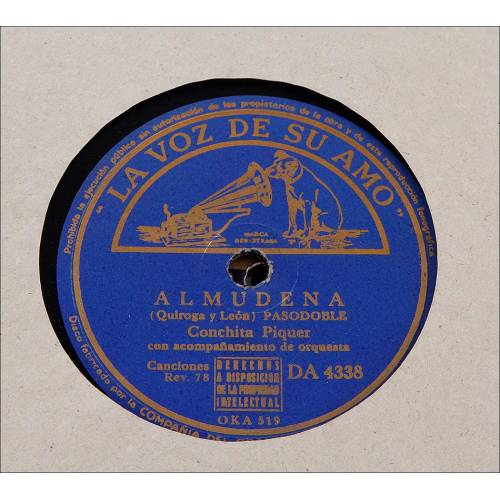 Prohibida la ejecución pública sin autorización de los propietarios de la obra y de esta reproducción fonográfica
"LA VOZ DE SU AMO"
MARCA
REGISTRADA
ALMUDENA
(Quiroga y León) PASODOBLE
Conchita Piquer
con acompañamiento de orquesta
Canciones
Rev. 78
DERECHOS
A DISPOSICION
DE LA PROPIEDAD
INTELECTUAL
DA 4338
OKA 519
Disco fabricado por la COMPAÑIA DEL